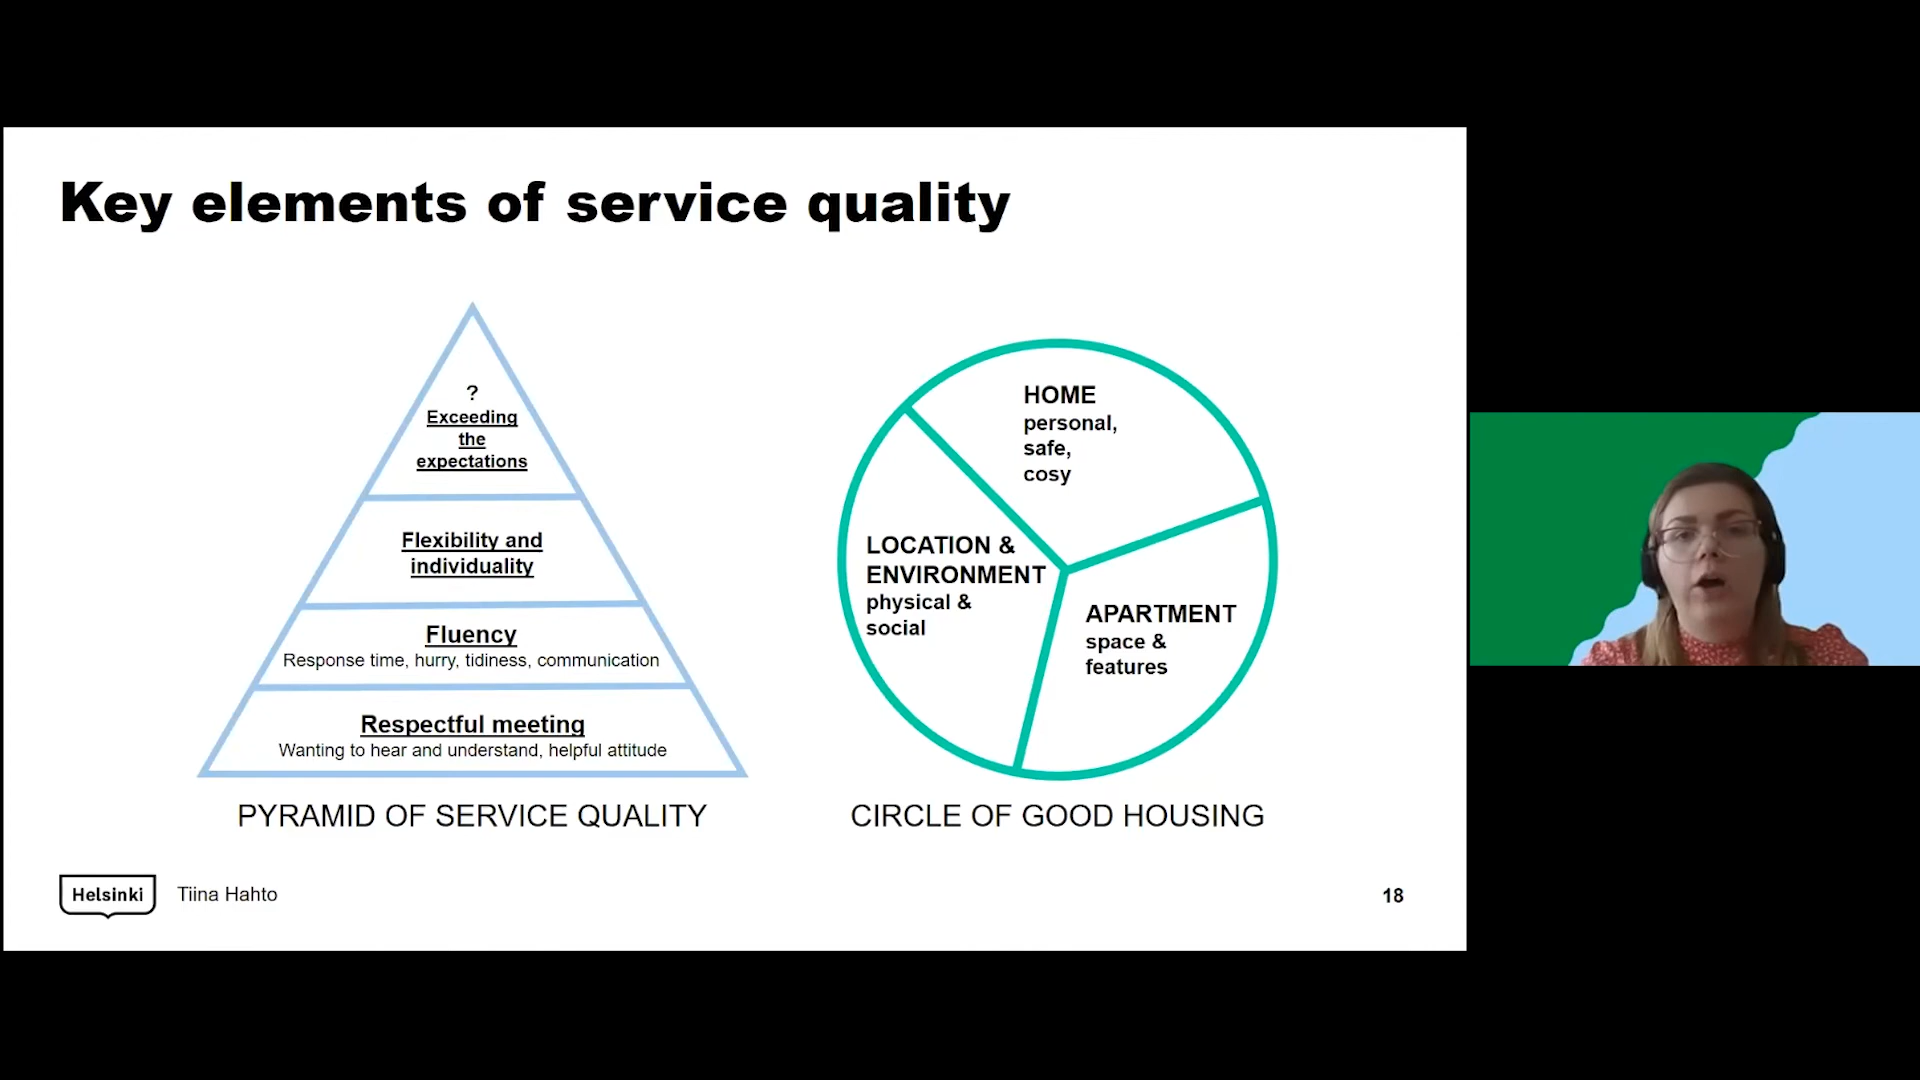 Key elements of service quality
?
Exceeding
the
expectations
Flexibility and
individuality
Fluency
Response time, hurry, tidiness, communication
Respectful meeting
Wanting to hear and understand, helpful attitude
PYRAMID OF SERVICE QUALITY
HOME
personal,
safe,
cosy
LOCATION &
ENVIRONMENT
physical &
social
APARTMENT
space &
features
CIRCLE OF GOOD HOUSING
Helsinki
Tiina Hahto
18